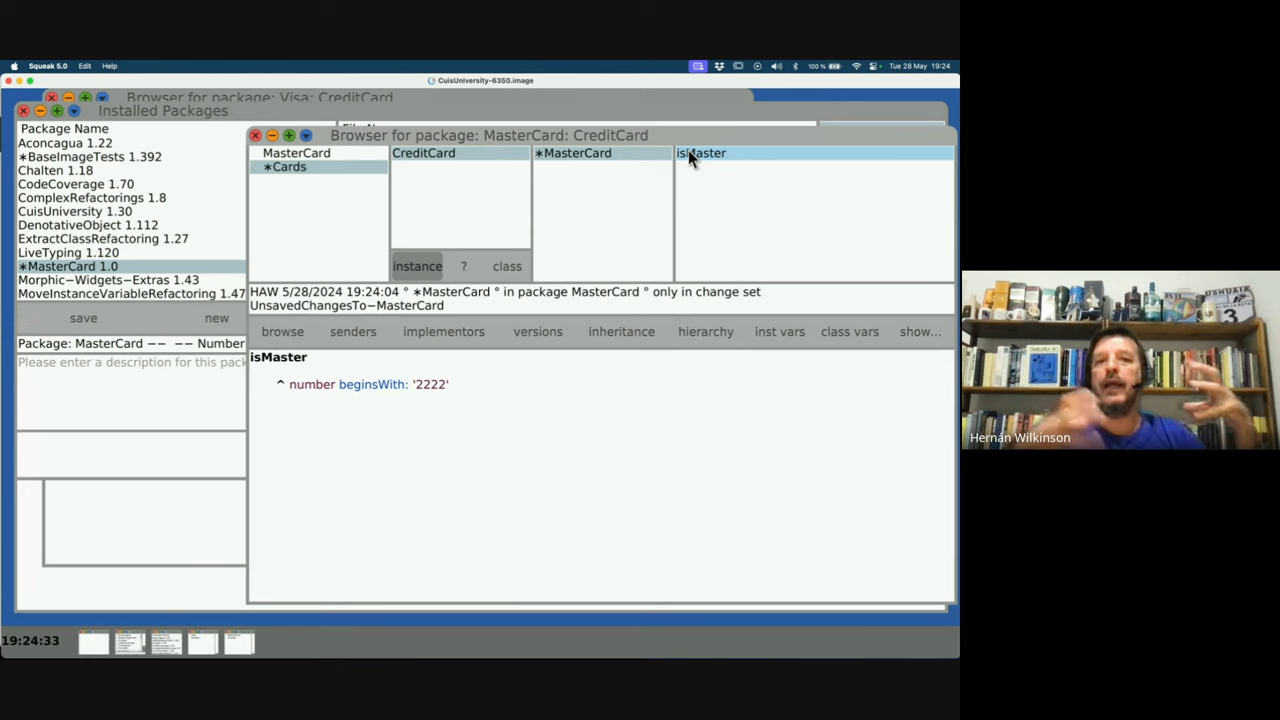 Squeak 5.0 Edit Help 100 % Tue 28 May 19:24
CuisUniversity-6350.image
Browser for package: Visa: CreditCard
Installed Packages
Package Name
Aconcagua 1.22
∗BaseImageTests 1.392
Chalten 1.18
CodeCoverage 1.70
ComplexRefactorings 1.8
CuisUniversity 1.30
DenotativeObject 1.112
ExtractClassRefactoring 1.27
LiveTyping 1.120
∗MasterCard 1.0
Morphic−Widgets−Extras 1.43
MoveInstanceVariableRefactoring 1.47
save new
Package: MasterCard −− −− Number
Please enter a description for this pack
Browser for package: MasterCard: CreditCard
MasterCard CreditCard ∗MasterCard isMaster
∗Cards
instance ? class
HAW 5/28/2024 19:24:04 ° ∗MasterCard ° in package MasterCard ° only in change set
UnsavedChangesTo−MasterCard
browse senders implementors versions inheritance hierarchy inst vars class vars show...
isMaster
^ number beginsWith: '2222'
19:24:33
USHUAIA
3
Hernán Wilkinson